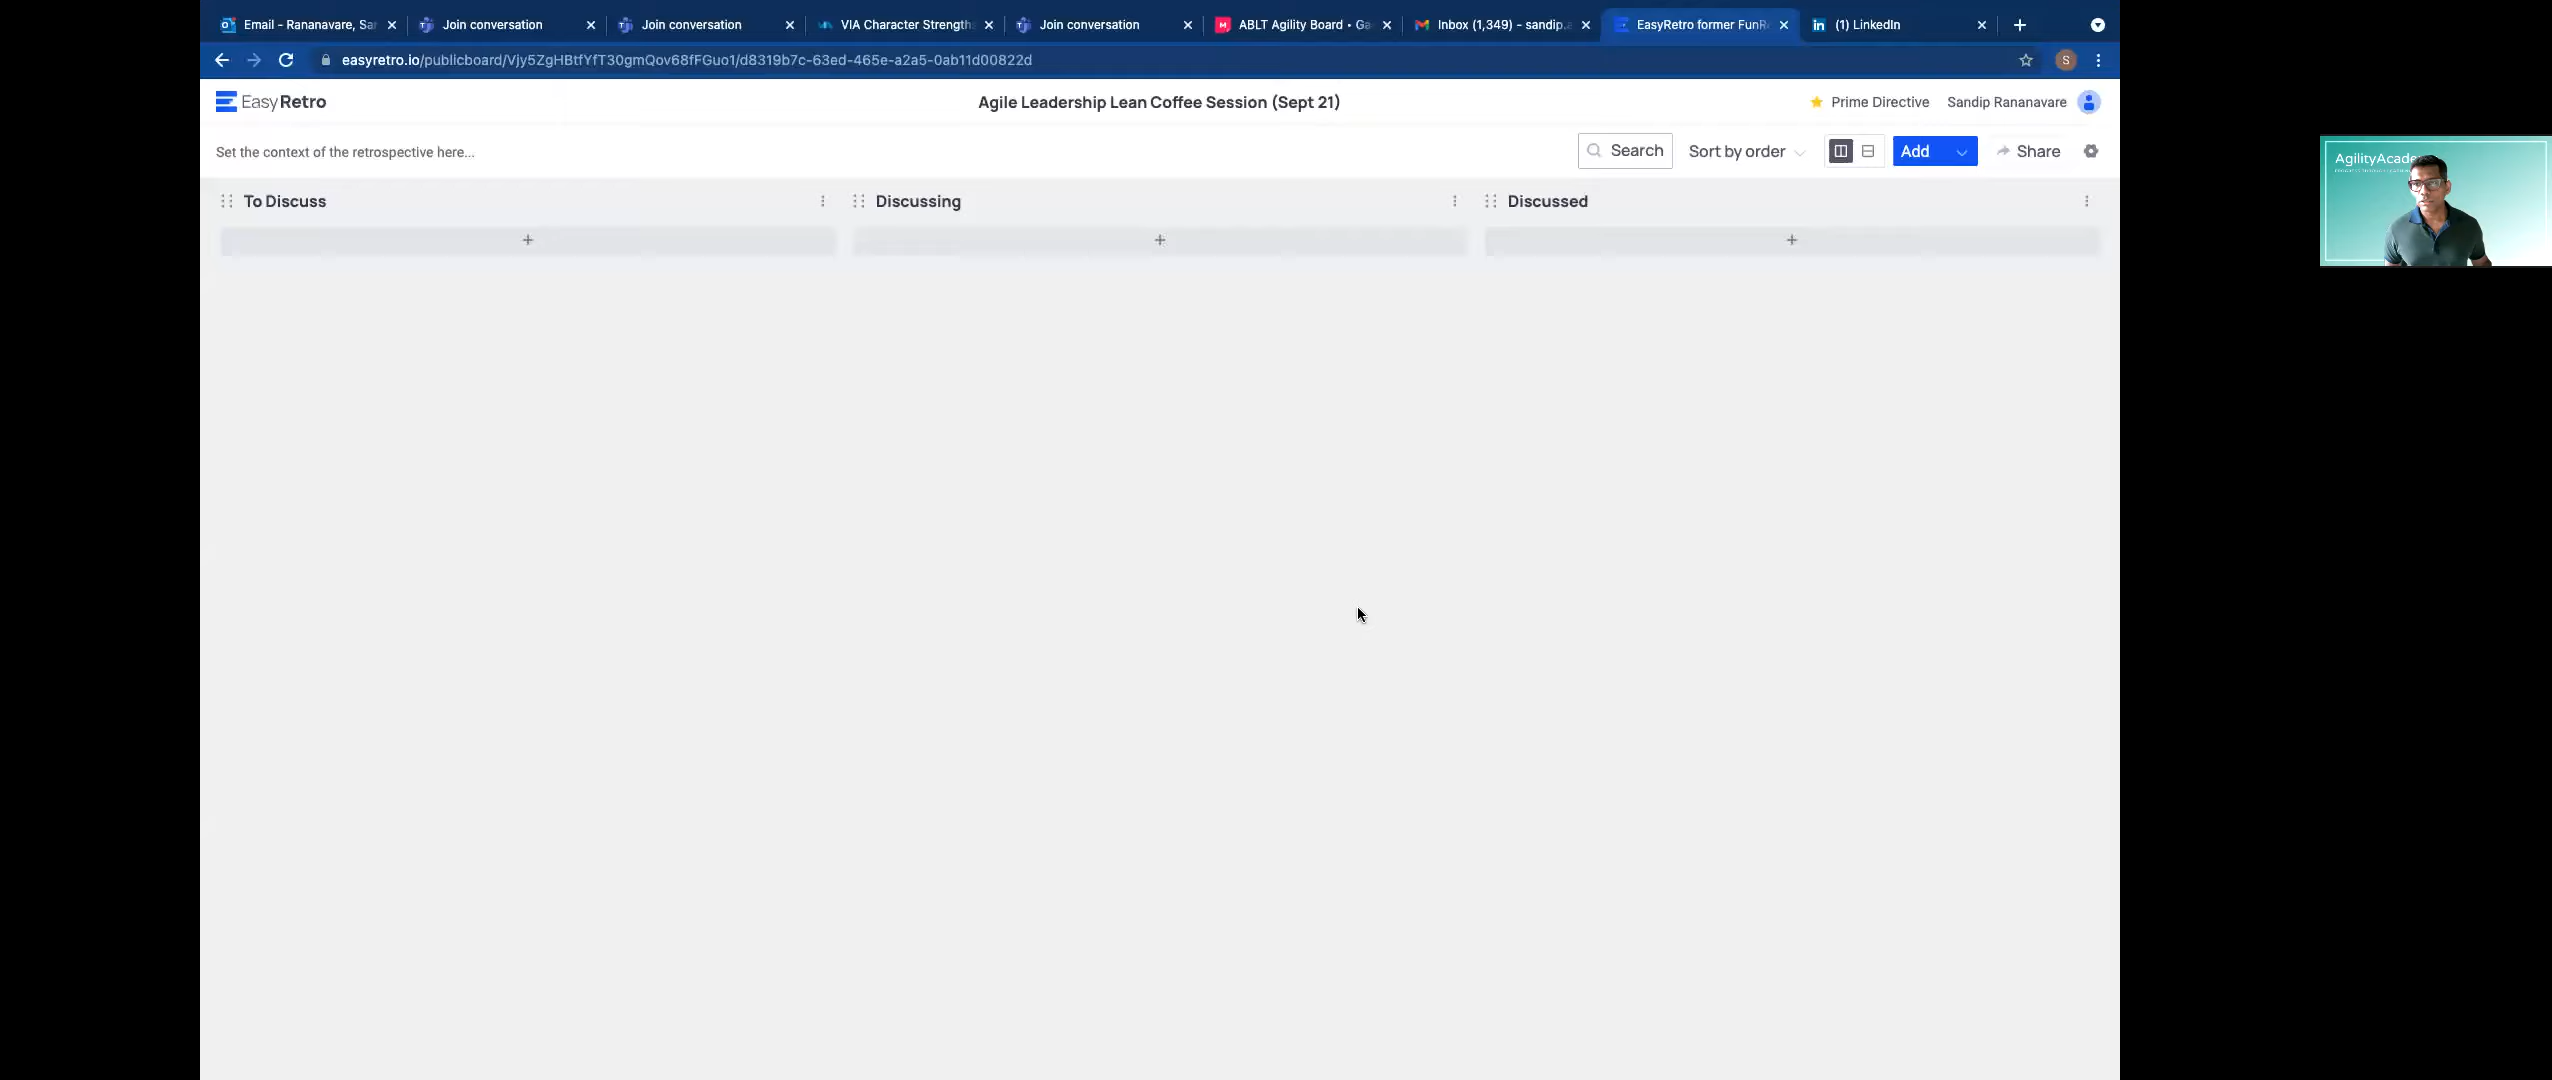 Email - Rananavare, Sa
Join conversation
Join conversation
VIA Character Strength
Join conversation
ABLT Agility Board • Ga
Inbox (1,349) - sandip.
EasyRetro former FunR
(1) LinkedIn
easyretro.io/publicboard/Vjy5ZgHBtfYfT30gmQov68fFGuo1/d8319b7c-63ed-465e-a2a5-0ab11d00822d
S
EasyRetro
Agile Leadership Lean Coffee Session (Sept 21)
Prime Directive
Sandip Rananavare
Set the context of the retrospective here...
Search
Sort by order
Add
Share
To Discuss
Discussing
Discussed
AgilityAcade